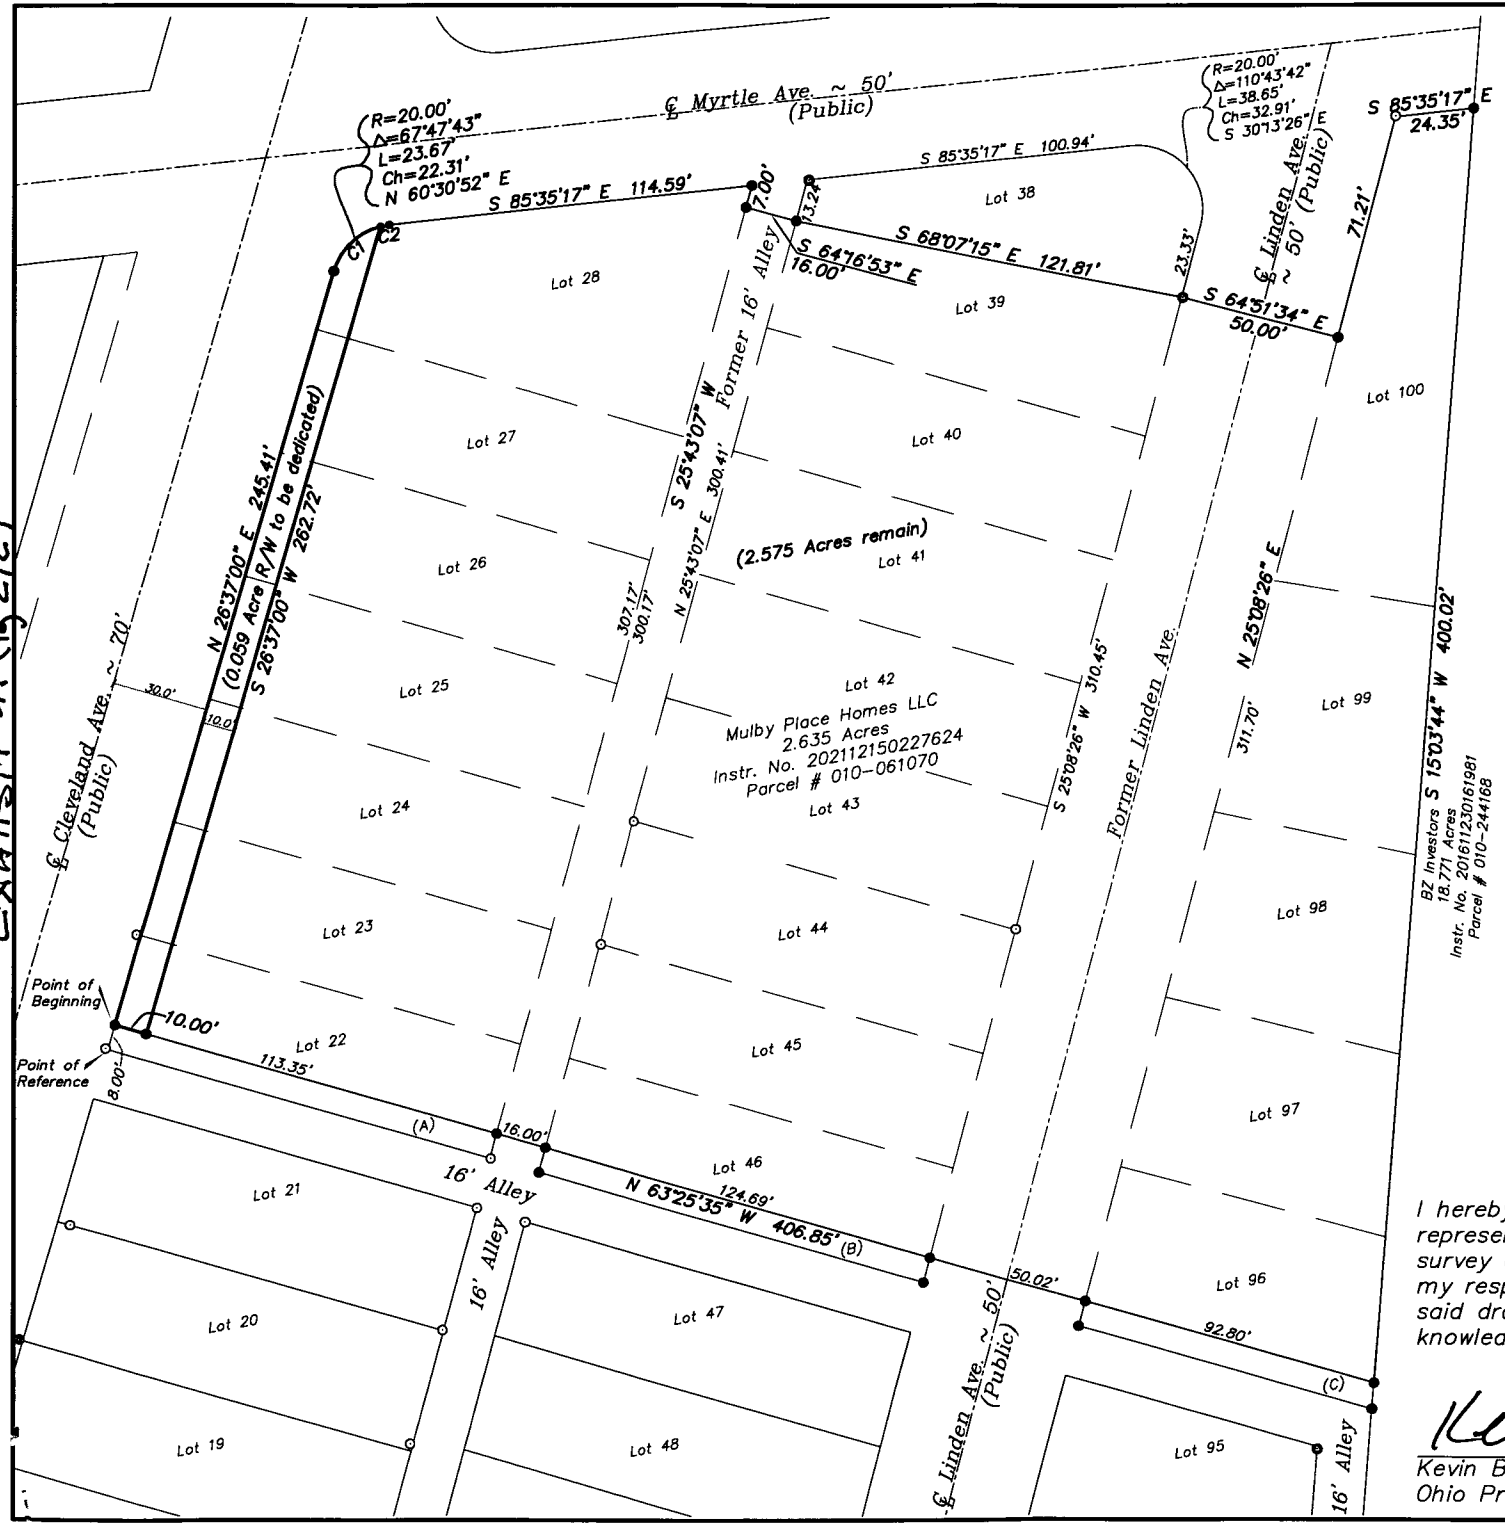 R=20.00'
Δ=67°47'43"
L=23.67'
Ch=22.31'
N 60°30'52" E
℄ Myrtle Ave. ~ 50'
(Public)
R=20.00'
Δ=110°43'42"
L=38.65'
Ch=32.91'
S 30°13'26" E
S 85°35'17" E
24.35'
S 85°35'17" E 114.59'
7.00'
13.24'
S 85°35'17" E 100.94'
Lot 38
23.33'
℄ Linden Ave.
~ 50' (Public)
71.21'
C1
C2
S 64°16'53" E
16.00'
S 68°07'15" E 121.81'
S 64°51'34" E
50.00'
Lot 28
Former 16' Alley
Lot 39
Lot 100
Lot 27
Lot 40
S 25°43'07" W
N 25°43'07" E 300.41'
307.17'
300.17'
N 26°37'00" E 245.41'
(0.059 Acre R/W to be dedicated)
S 26°37'00" W 262.72'
(2.575 Acres remain)
Lot 26
Lot 41
N 25°08'26" E
311.70'
S 15°03'44" W 400.02'
℄ Cleveland Ave. ~ 70'
(Public)
30.0'
10.0'
Lot 25
Lot 42
Mulby Place Homes LLC
2.635 Acres
Instr. No. 202112150227624
Parcel # 010-061070
S 25°08'26" W 310.45'
Former Linden Ave.
Lot 99
Lot 24
Lot 43
BZ Investors
18.771 Acres
Instr. No. 201611230161981
Parcel # 010-244168
Lot 23
Lot 44
Lot 98
Point of
Beginning
10.00'
Lot 22
Point of
Reference
8.00'
113.35'
Lot 45
Lot 97
(A)
16.00'
16' Alley
Lot 46
124.69'
N 63°25'35" W 406.85'
(B)
Lot 21
16' Alley
50.02'
Lot 96
92.80'
Lot 20
Lot 47
℄ Linden Ave. ~ 50'
(Public)
(C)
Lot 19
Lot 48
Lot 95
16' Alley
survey
my
said
Kevin B
Ohio